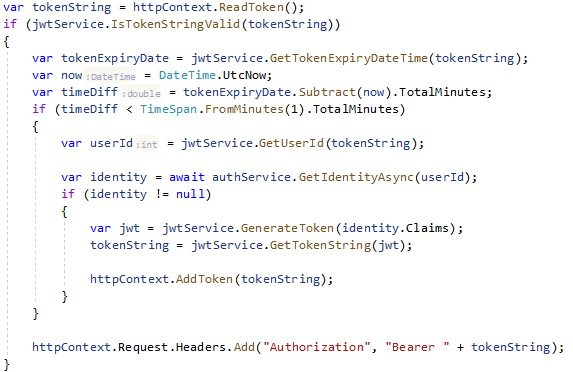 var tokenString = httpContext.ReadToken();
if (jwtService.IsTokenStringValid(tokenString))
{
    var tokenExpiryDate = jwtService.GetTokenExpiryDateTime(tokenString);
    var now :DateTime = DateTime.UtcNow;
    var timeDiff :double = tokenExpiryDate.Subtract(now).TotalMinutes;
    if (timeDiff < TimeSpan.FromMinutes(1).TotalMinutes)
    {
        var userId :int = jwtService.GetUserId(tokenString);

        var identity = await authService.GetIdentityAsync(userId);
        if (identity != null)
        {
            var jwt = jwtService.GenerateToken(identity.Claims);
            tokenString = jwtService.GetTokenString(jwt);

            httpContext.AddToken(tokenString);
        }
    }

    httpContext.Request.Headers.Add("Authorization", "Bearer " + tokenString);
}